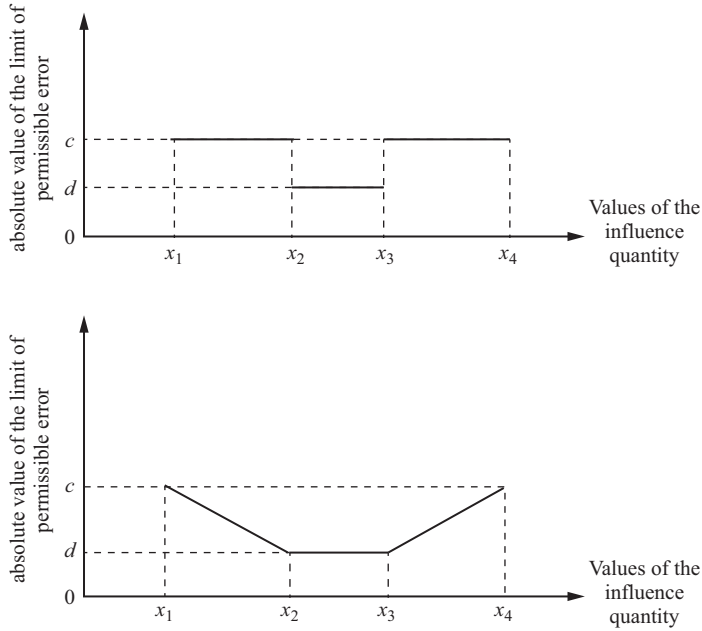 absolute value of the limit of
permissible error
c
d
0
x1
x2
x3
x4
Values of the
influence
quantity
absolute value of the limit of
permissible error
c
d
0
x1
x2
x3
x4
Values of the
influence
quantity